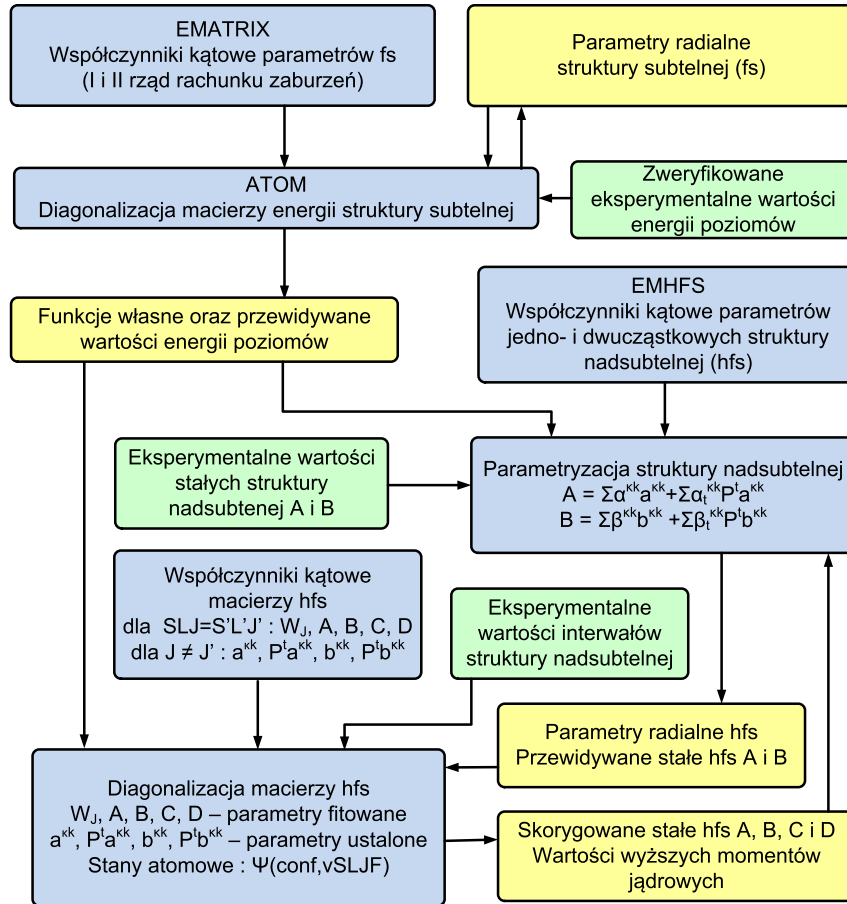 EMATRIX
Współczynniki kątowe parametrów fs
(I i II rząd rachunku zaburzeń)
Parametry radialne
struktury subtelnej (fs)
ATOM
Diagonalizacja macierzy energii struktury subtelnej
Zweryfikowane
eksperymentalne wartości
energii poziomów
Funkcje własne oraz przewidywane
wartości energii poziomów
EMHFS
Współczynniki kątowe parametrów
jedno- i dwucząstkowych struktury
nadsubtelnej (hfs)
Eksperymentalne wartości
stałych struktury
nadsubtenej A i B
Parametryzacja struktury nadsubtelnej
A = Σα^κk a^κk+Σα_t^κk P^t a^κk
B = Σβ^κk b^κk +Σβ_t^κk P^t b^κk
Współczynniki kątowe
macierzy hfs
dla SLJ=S'L'J' : W_J, A, B, C, D
dla J ≠ J' : a^κk, P^t a^κk, b^κk, P^t b^κk
Eksperymentalne
wartości interwałów
struktury nadsubtelnej
Parametry radialne hfs
Przewidywane stałe hfs A i B
Diagonalizacja macierzy hfs
W_J, A, B, C, D – parametry fitowane
a^κk, P^t a^κk, b^κk, P^t b^κk – parametry ustalone
Stany atomowe : Ψ(conf,vSLJF)
Skorygowane stałe hfs A, B, C i D
Wartości wyższych momentów
jądrowych